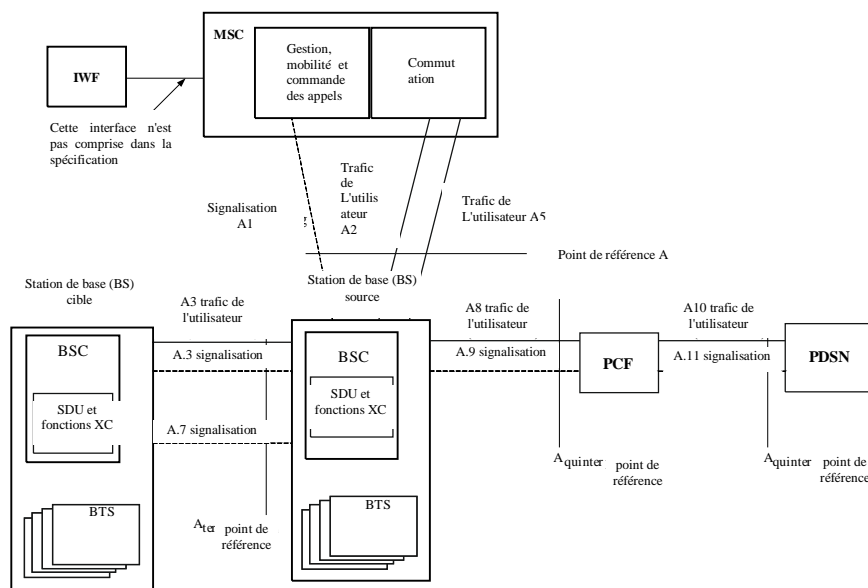 MSC
Gestion,
mobilité et
commande
des appels
Commut
ation
IWF
Cette interface n'est
pas comprise dans la
spécification
Signalisation
A1
g
Trafic
de
L'utilis
ateur
A2
Trafic de
L'utilisateur A5
Point de référence A
Station de base (BS)
cible
Station de base (BS)
source
A3 trafic de
l'utilisateur
A8 trafic de
l'utilisateur
A10 trafic de
l'utilisateur
BSC
A.3 signalisation
BSC
A.9 signalisation
PCF
A.11 signalisation
PDSN
SDU et
fonctions XC
A.7 signalisation
SDU et
fonctions XC
A quinter point de
référence
A quinter point de
référence
BTS
A ter point de
référence
BTS